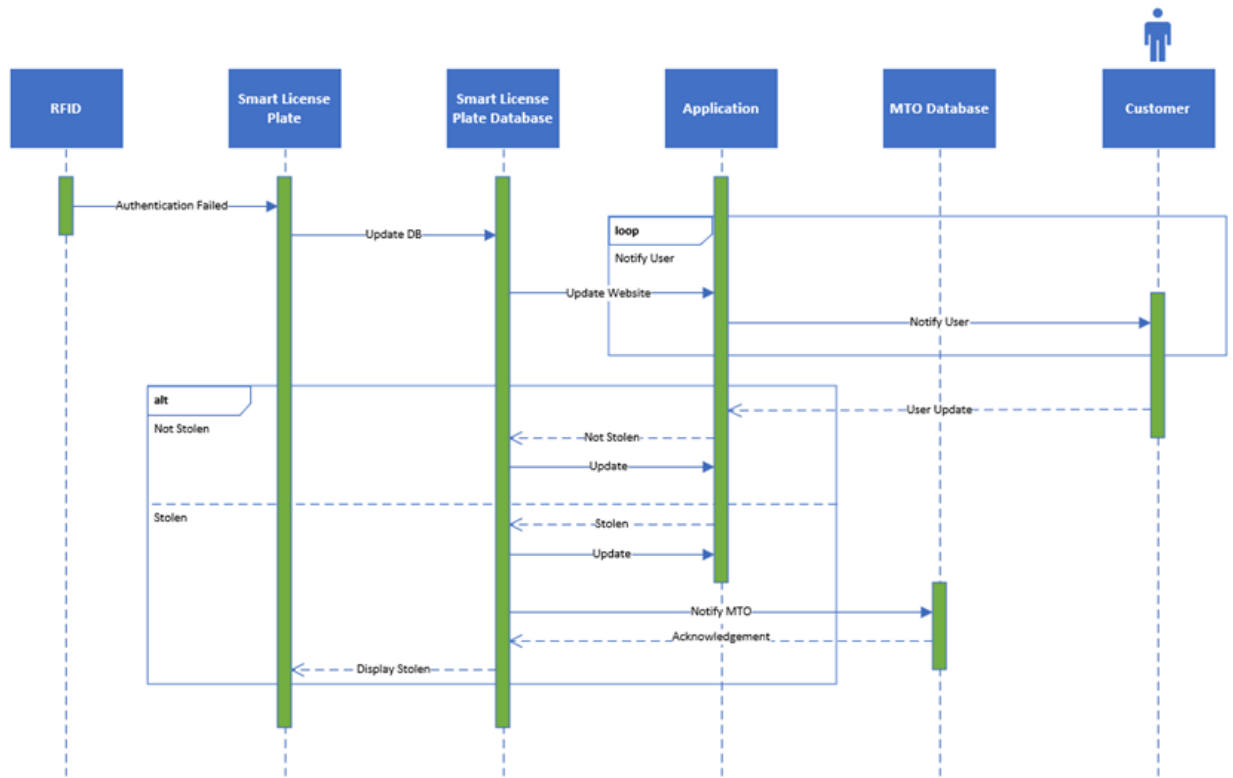 RFID
Smart License
Plate
Smart License
Plate Database
Application
MTO Database
Customer
Authentication Failed
Update DB
loop
Notify User
Update Website
Notify User
alt
User Update
Not Stolen
Not Stolen
Update
Stolen
Stolen
Update
Notify MTO
Acknowledgement
Display Stolen